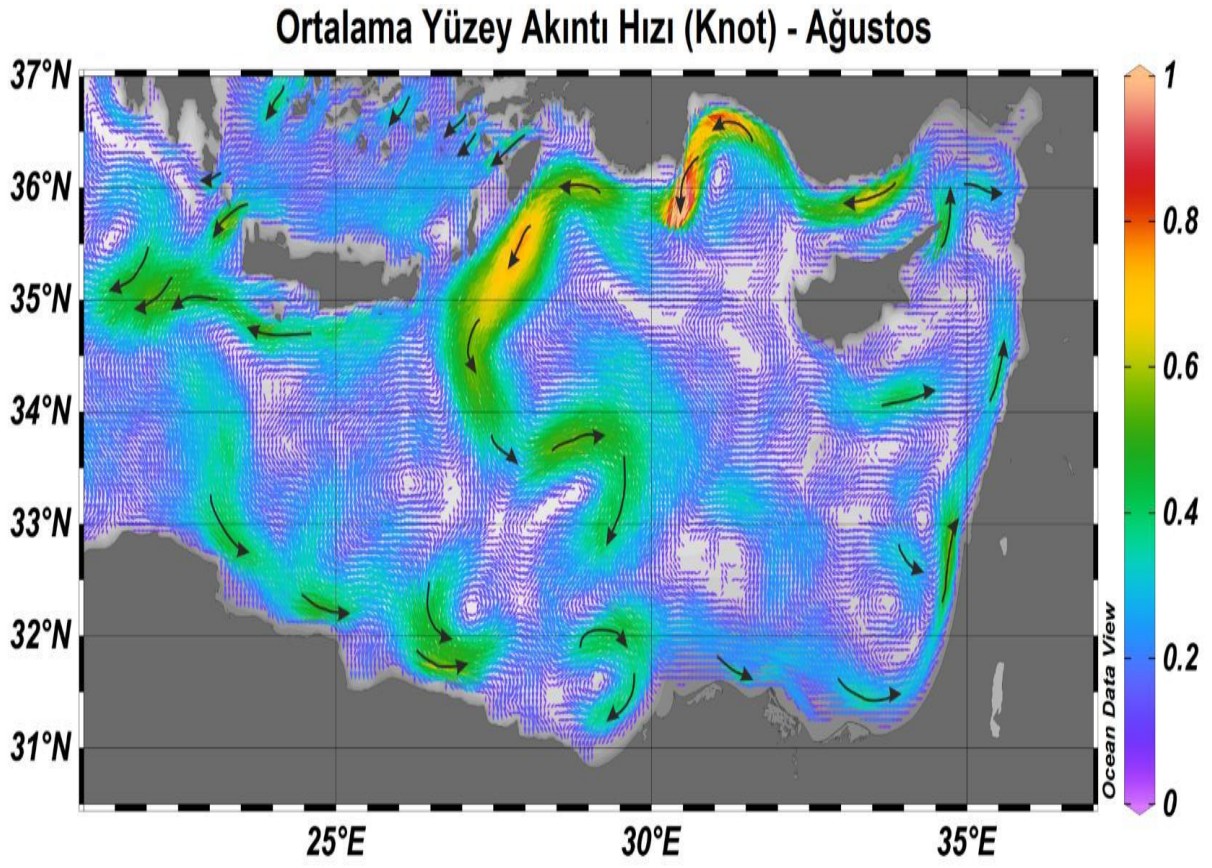 Ortalama Yüzey Akıntı Hızı (Knot) - Ağustos
37°N
36°N
35°N
34°N
33°N
32°N
31°N
25°E
30°E
35°E
Ocean Data View
1
0.8
0.6
0.4
0.2
0